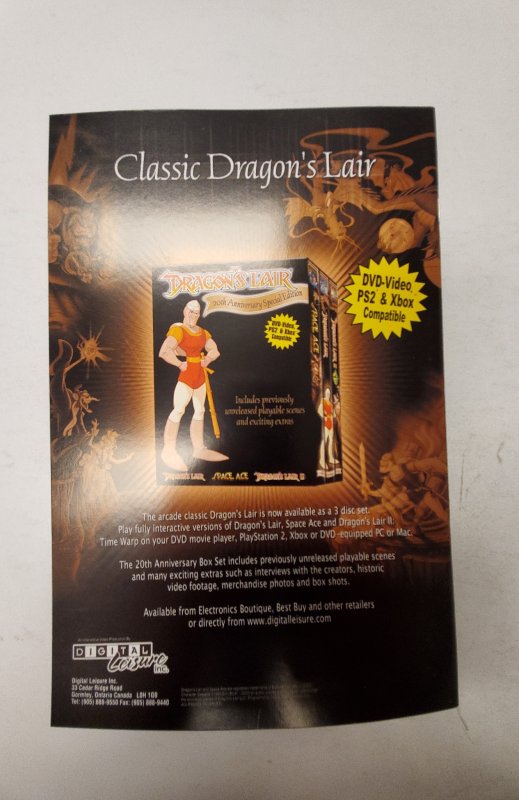 Classic Dragon's Lair
DRAGON'S LAIR
20th Anniversary Special Edition
DVD-Video,
PS2 & Xbox
Compatible
DVD-Video
PS2 & Xbox
Compatible
SPACE ACE
Includes previously
unreleased playable scenes
and exciting extras
DRAGON'S LAIR SPACE ACE DRAGON'S LAIR II
The arcade classic Dragon's Lair is now available as a 3 disc set.
Play fully interactive versions of Dragon's Lair, Space Ace and Dragon's Lair II:
Time Warp on your DVD movie player, PlayStation 2, Xbox or DVD-equipped PC or Mac.
The 20th Anniversary Box Set includes previously unreleased playable scenes
and many exciting extras such as interviews with the creators, historic
video footage, merchandise photos and box shots.
Available from Electronics Boutique, Best Buy and other retailers
or directly from www.digitalleisure.com
DIGITAL
Leisure
INC.
Digital Leisure Inc.
33 Cedar Ridge Road
Gormley, Ontario Canada L0H 1G0
Tel: (905) 888-9550 Fax: (905) 888-9440